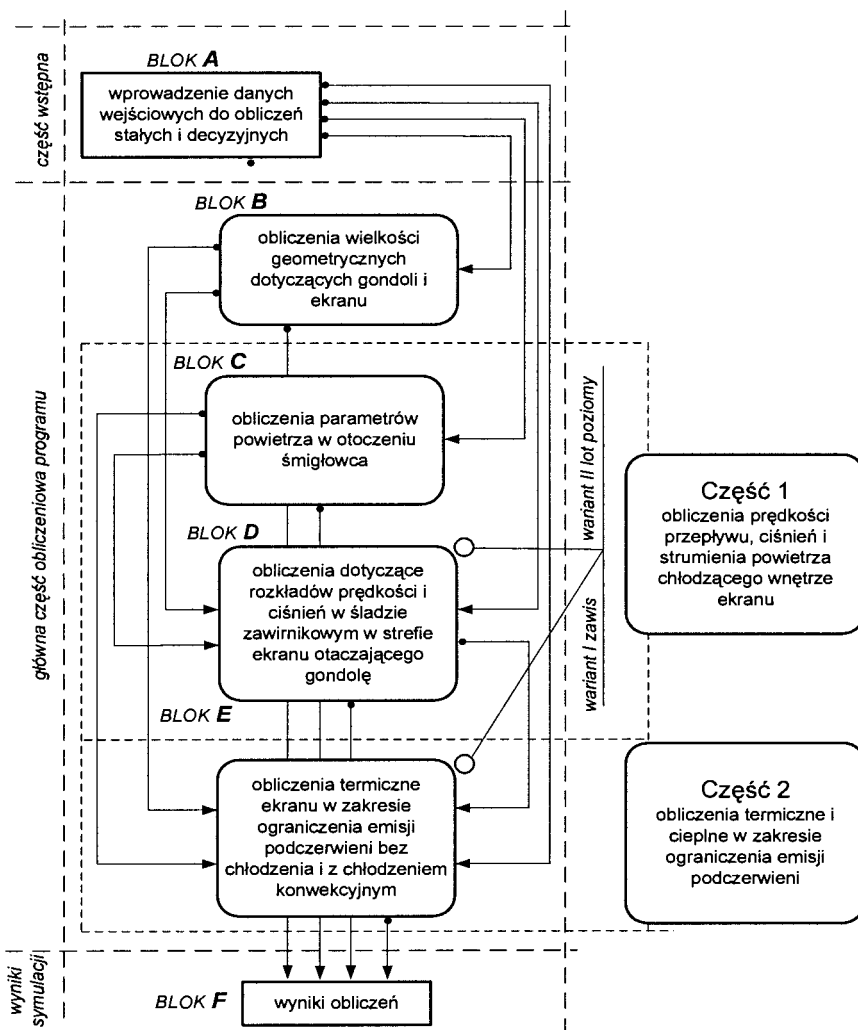 część wstępna
BLOK A
wprowadzenie danych
wejściowych do obliczeń
stałych i decyzyjnych
główna część obliczeniowa programu
BLOK B
obliczenia wielkości
geometrycznych
dotyczących gondoli i
ekranu
BLOK C
obliczenia parametrów
powietrza w otoczeniu
śmigłowca
BLOK D
obliczenia dotyczące
rozkładów prędkości i
ciśnień w śladzie
zawirnikowym w strefie
ekranu otaczającego
gondolę
wariant II lot poziomy
wariant I zawis
Część 1
obliczenia prędkości
przepływu, ciśnień i
strumienia powietrza
chłodzącego wnętrze
ekranu
BLOK E
obliczenia termiczne
ekranu w zakresie
ograniczenia emisji
podczerwieni bez
chłodzenia i z chłodzeniem
konwekcyjnym
Część 2
obliczenia termiczne i
cieplne w zakresie
ograniczenia emisji
podczerwieni
wyniki
symulacji
BLOK F
wyniki obliczeń